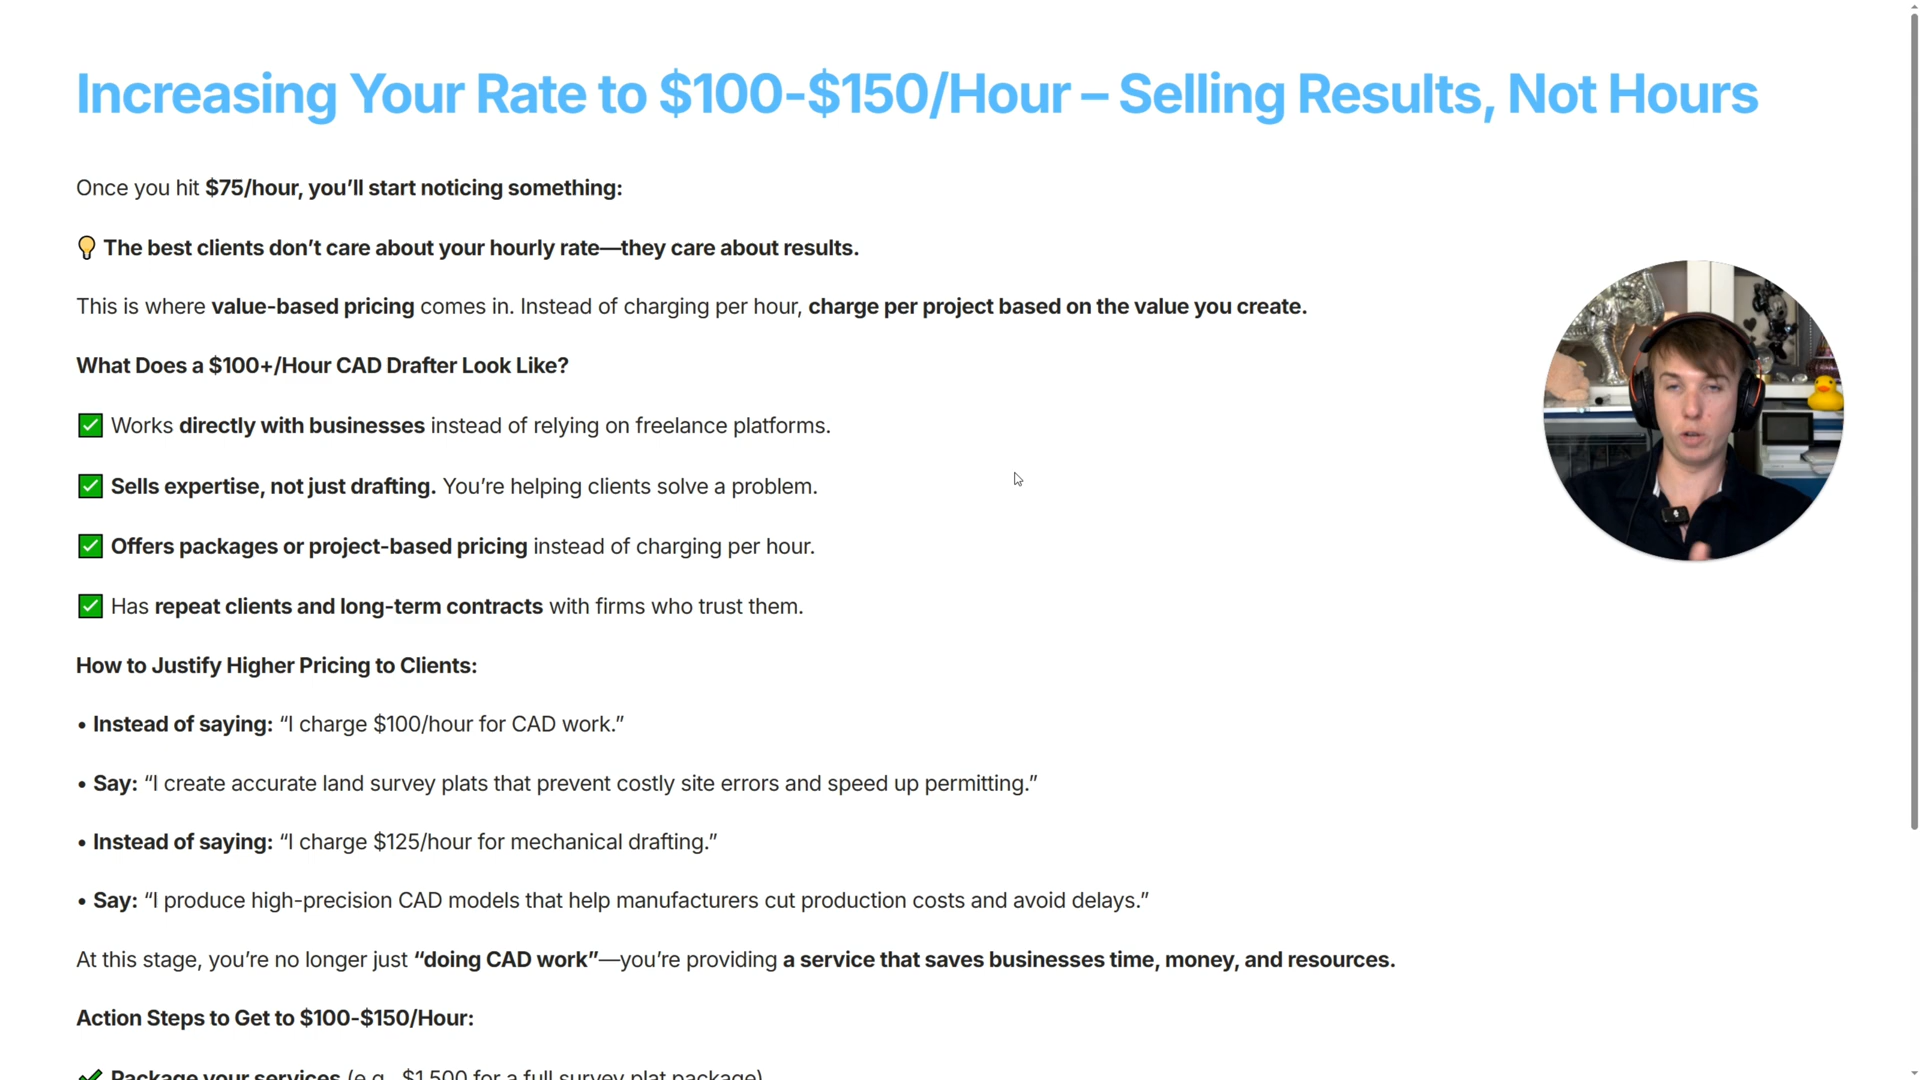 Increasing Your Rate to $100-$150/Hour – Selling Results, Not Hours
Once you hit $75/hour, you’ll start noticing something:
💡 The best clients don’t care about your hourly rate—they care about results.
This is where value-based pricing comes in. Instead of charging per hour, charge per project based on the value you create.
What Does a $100+/Hour CAD Drafter Look Like?
✅ Works directly with businesses instead of relying on freelance platforms.
✅ Sells expertise, not just drafting. You’re helping clients solve a problem.
✅ Offers packages or project-based pricing instead of charging per hour.
✅ Has repeat clients and long-term contracts with firms who trust them.
How to Justify Higher Pricing to Clients:
• Instead of saying: “I charge $100/hour for CAD work.”
• Say: “I create accurate land survey plats that prevent costly site errors and speed up permitting.”
• Instead of saying: “I charge $125/hour for mechanical drafting.”
• Say: “I produce high-precision CAD models that help manufacturers cut production costs and avoid delays.”
At this stage, you’re no longer just “doing CAD work”—you’re providing a service that saves businesses time, money, and resources.
Action Steps to Get to $100-$150/Hour:
✔ Package your services (e.g., $1,500 for a full survey plat package)